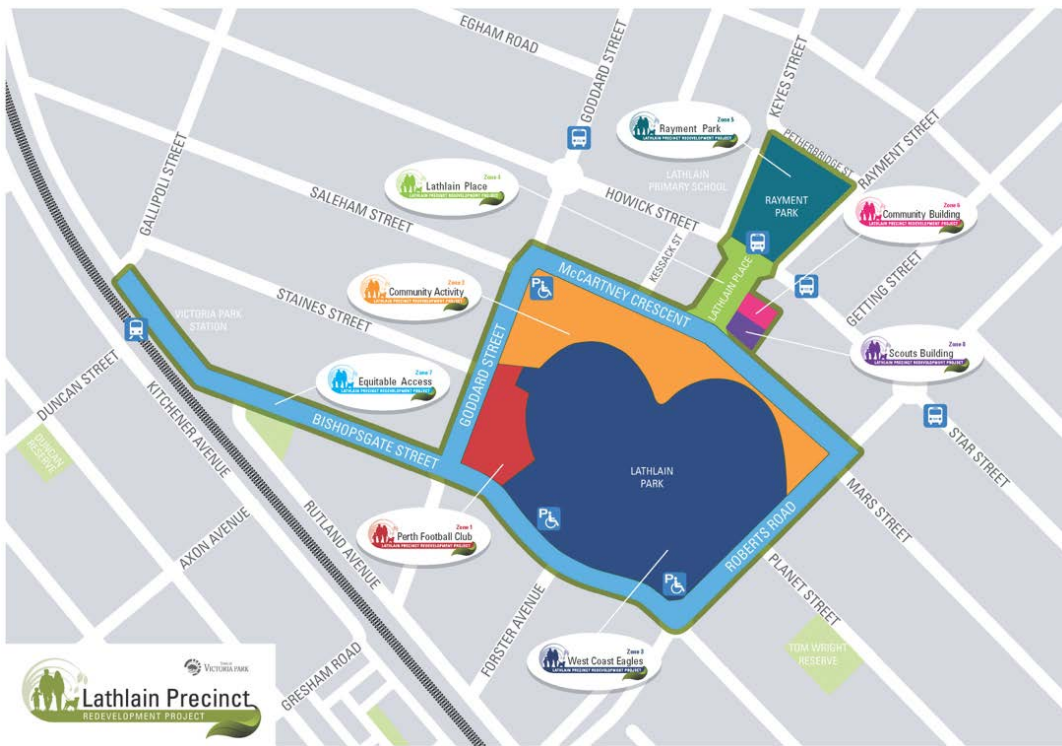 EGHAM ROAD
GODDARD STREET
KEYES STREET
GALLIPOLI STREET
SALEHAM STREET
Zone 5
Rayment Park
LATHLAIN PRECINCT REDEVELOPMENT PROJECT
PETHERBRIDGE ST
RAYMENT STREET
LATHLAIN
PRIMARY SCHOOL
Zone 4
Lathlain Place
LATHLAIN PRECINCT REDEVELOPMENT PROJECT
HOWICK STREET
RAYMENT
PARK
Zone 6
Community Building
LATHLAIN PRECINCT REDEVELOPMENT PROJECT
KESSACK ST
LATHLAIN PLACE
McCARTNEY CRESCENT
GETTING STREET
Zone 2
Community Activity
LATHLAIN PRECINCT REDEVELOPMENT PROJECT
P
STAINES STREET
VICTORIA PARK
STATION
Zone 8
Scouts Building
LATHLAIN PRECINCT REDEVELOPMENT PROJECT
DUNCAN STREET
KITCHENER AVENUE
Zone 7
Equitable Access
LATHLAIN PRECINCT REDEVELOPMENT PROJECT
GODDARD STREET
BISHOPSGATE STREET
DUNCAN
RESERVE
STAR STREET
LATHLAIN
PARK
MARS STREET
ROBERTS ROAD
P
Zone 1
Perth Football Club
LATHLAIN PRECINCT REDEVELOPMENT PROJECT
AXON AVENUE
RUTLAND AVENUE
P
PLANET STREET
FORSTER AVENUE
TOM WRIGHT
RESERVE
Zone 3
West Coast Eagles
LATHLAIN PRECINCT REDEVELOPMENT PROJECT
GRESHAM ROAD
VICTORIA PARK
Lathlain Precinct
REDEVELOPMENT PROJECT